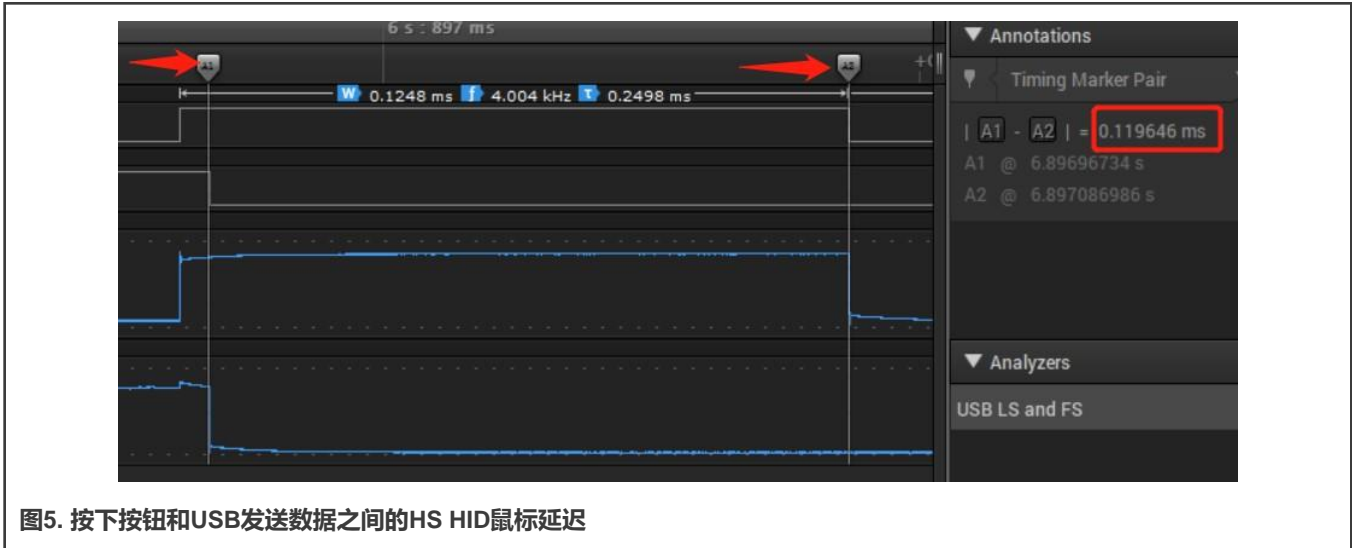 6 s : 897 ms
A1
A2
W 0.1248 ms f 4.004 kHz T 0.2498 ms
Annotations
Timing Marker Pair
| A1 - A2 | = 0.119646 ms
A1 @ 6.89696734 s
A2 @ 6.897086986 s
Analyzers
USB LS and FS
图5. 按下按钮和USB发送数据之间的HS HID鼠标延迟